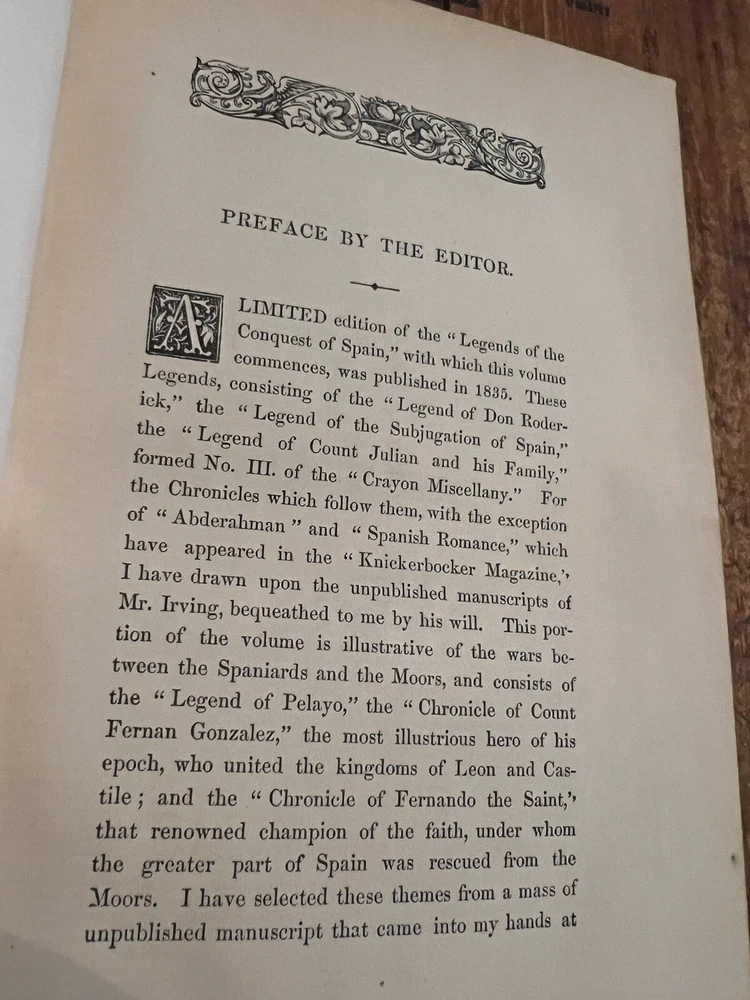 PREFACE BY THE EDITOR.
A LIMITED edition of the “Legends of the
Conquest of Spain,” with which this volume
commences, was published in 1835. These
Legends, consisting of the “Legend of Don Roder-
ick,” the “Legend of the Subjugation of Spain,”
the “Legend of Count Julian and his Family,”
formed No. III. of the “Crayon Miscellany.” For
the Chronicles which follow them, with the exception
of “Abderahman” and “Spanish Romance,” which
have appeared in the “Knickerbocker Magazine,”
I have drawn upon the unpublished manuscripts of
Mr. Irving, bequeathed to me by his will. This por-
tion of the volume is illustrative of the wars be-
tween the Spaniards and the Moors, and consists of
the “Legend of Pelayo,” the “Chronicle of Count
Fernan Gonzalez,” the most illustrious hero of his
epoch, who united the kingdoms of Leon and Cas-
tile; and the “Chronicle of Fernando the Saint,”
that renowned champion of the faith, under whom
the greater part of Spain was rescued from the
Moors. I have selected these themes from a mass of
unpublished manuscript that came into my hands at